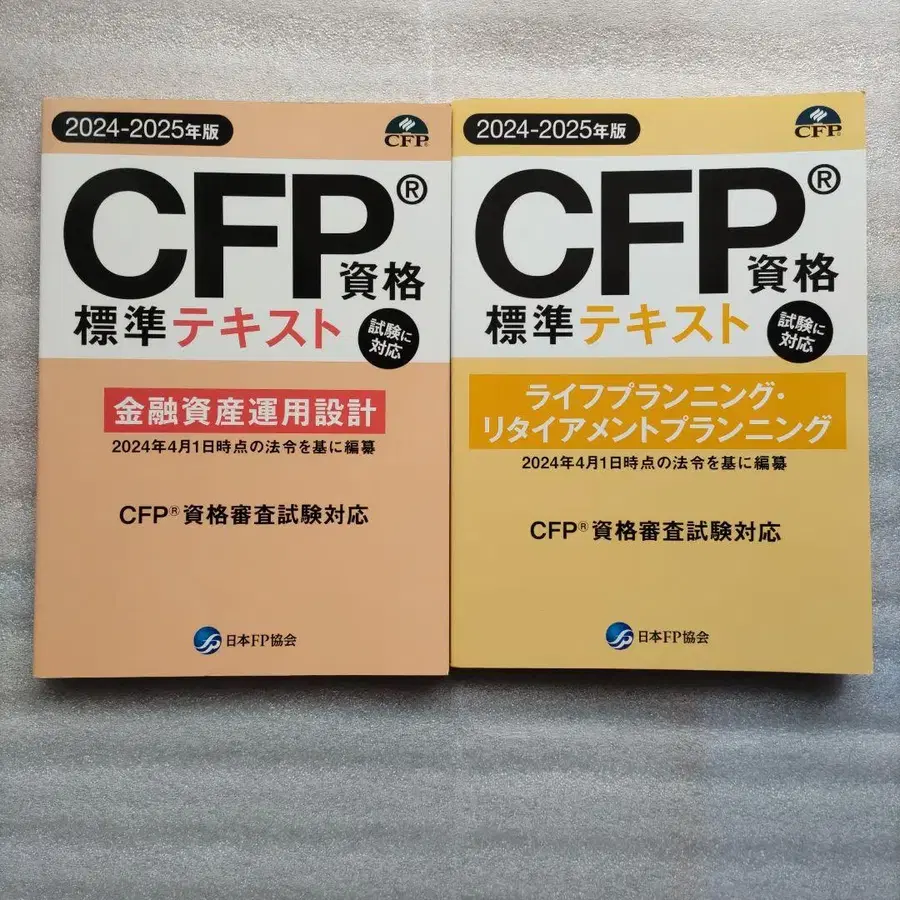 2024-2025年版
CFP®
CFP®資格
標準テキスト
試験に
対応
金融資産運用設計
2024年4月1日時点の法令を基に編纂
CFP®資格審査試験対応
日本FP協会
2024-2025年版
CFP®
CFP®資格
標準テキスト
試験に
対応
ライフプランニング・
リタイアメントプランニング
2024年4月1日時点の法令を基に編纂
CFP®資格審査試験対応
日本FP協会